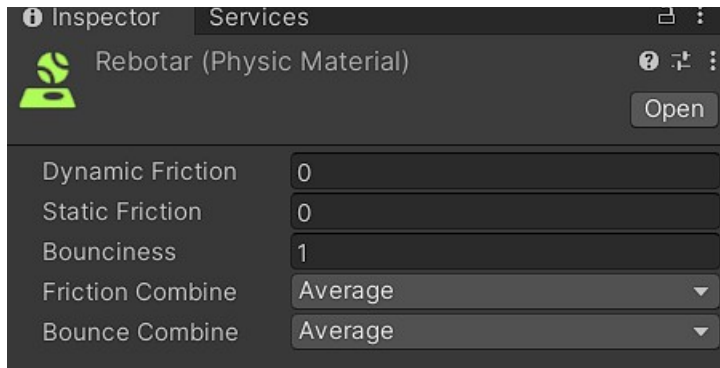 Inspector Services
Rebotar (Physic Material)
Open
Dynamic Friction 0
Static Friction 0
Bounciness 1
Friction Combine Average
Bounce Combine Average